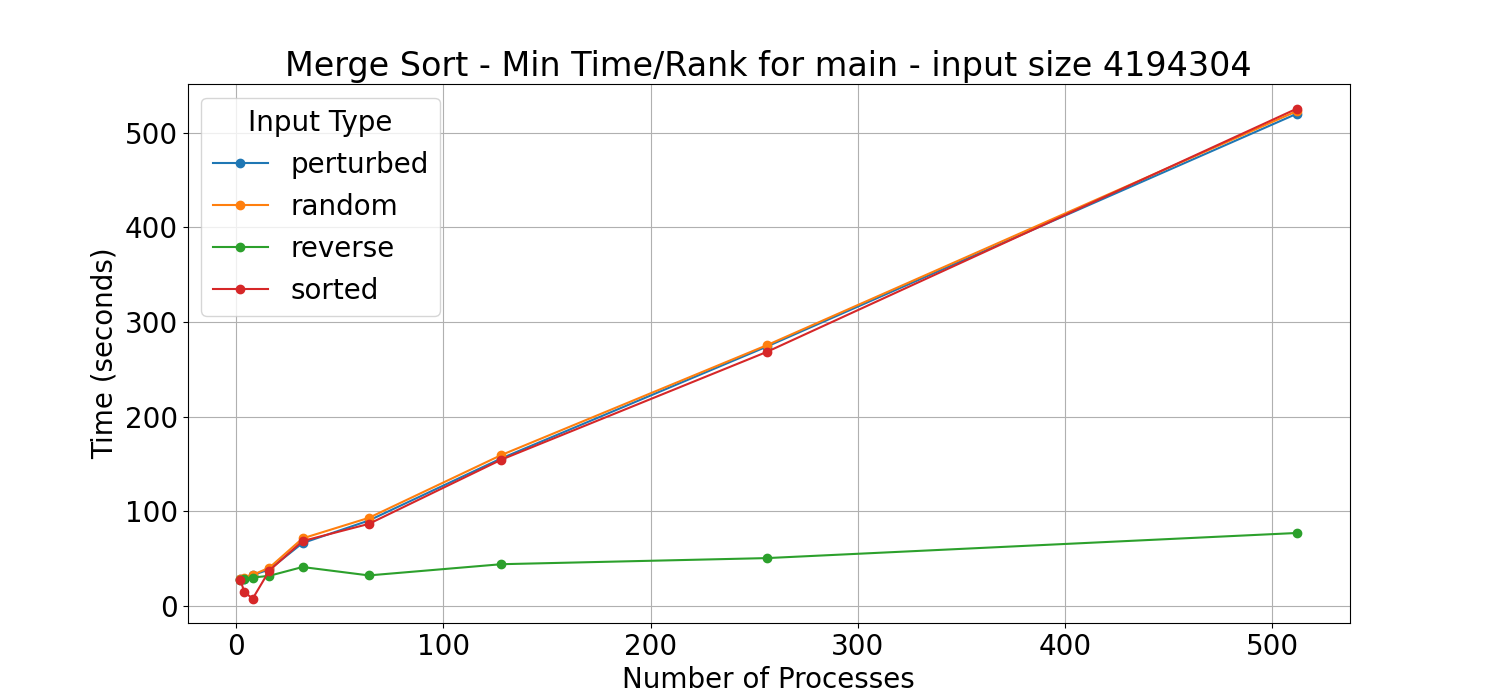 Merge Sort - Min Time/Rank for main - input size 4194304
Input Type
perturbed
random
reverse
sorted
Time (seconds)
500
400
300
200
100
0
0 100 200 300 400 500
Number of Processes